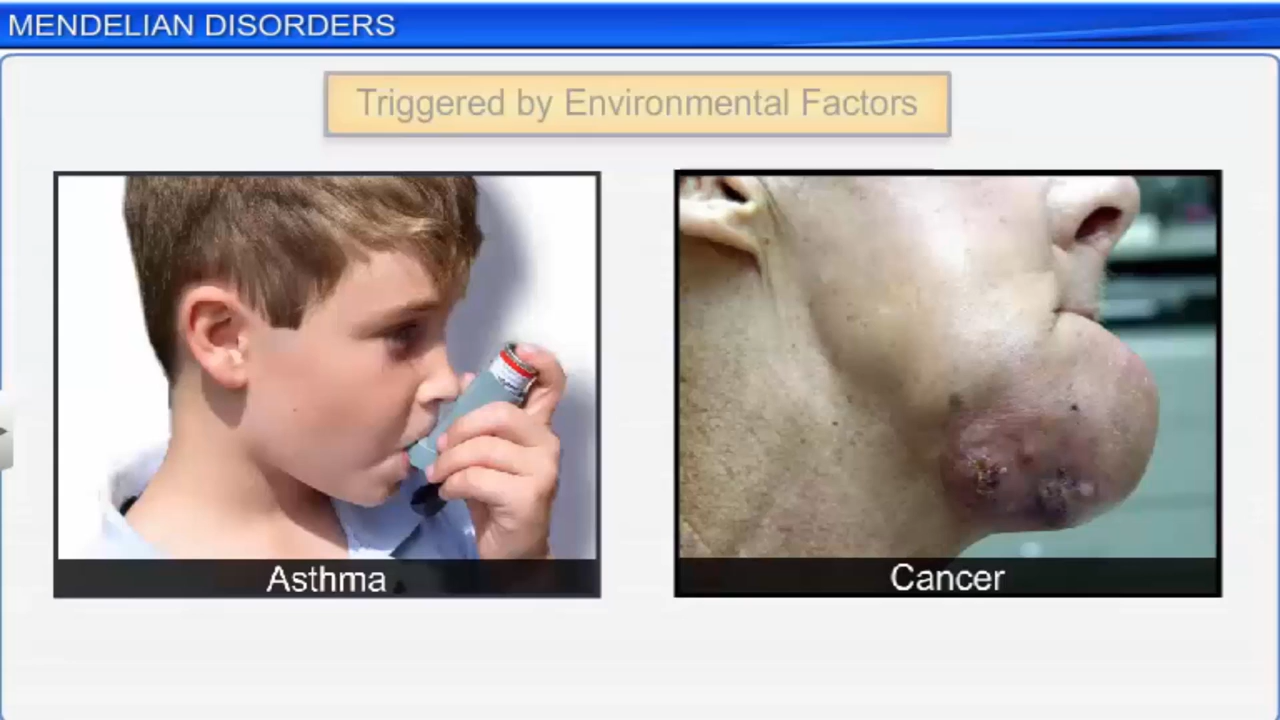 MENDELIAN DISORDERS
Triggered by Environmental Factors
Asthma
Cancer